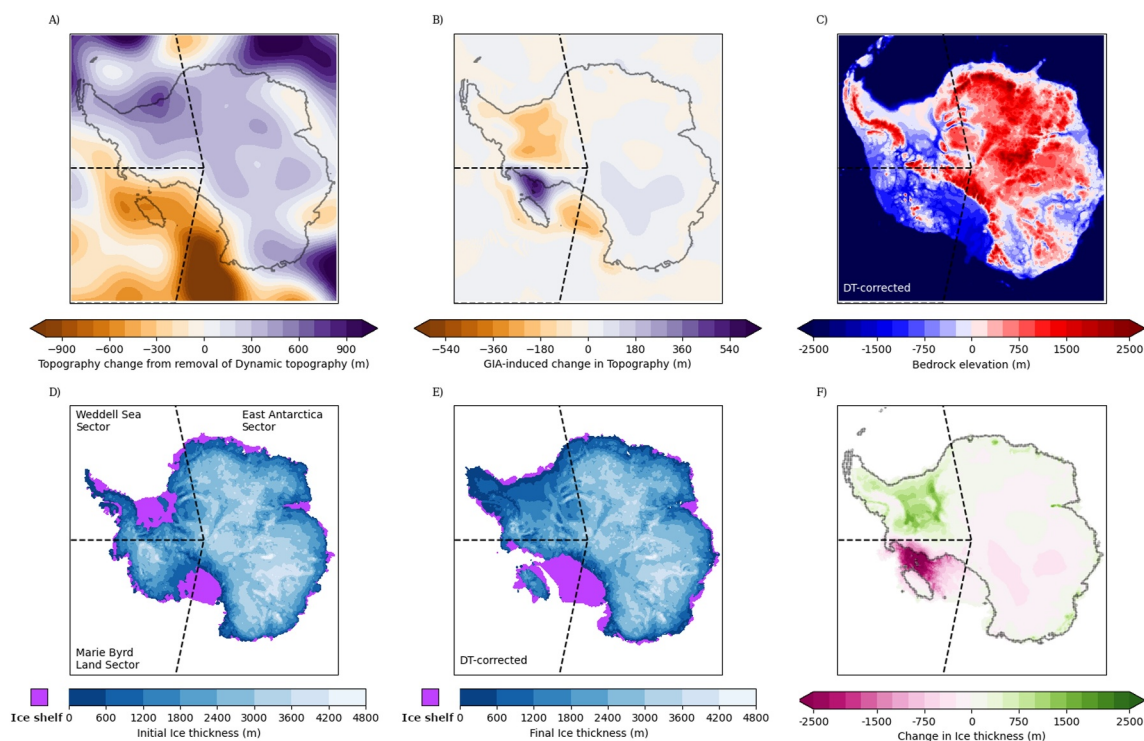 A)
B)
C)
DT-corrected
−900 −600 −300 0 300 600 900
Topography change from removal of Dynamic topography (m)
−540 −360 −180 0 180 360 540
GIA-induced change in Topography (m)
-2500 -1500 -750 0 750 1500 2500
Bedrock elevation (m)
D)
E)
F)
Weddell Sea
Sector
East Antarctica
Sector
Marie Byrd
Land Sector
DT-corrected
Ice shelf
0 600 1200 1800 2400 3000 3600 4200 4800
Initial Ice thickness (m)
Ice shelf
0 600 1200 1800 2400 3000 3600 4200 4800
Final Ice thickness (m)
-2500 -1500 -750 0 750 1500 2500
Change in Ice thickness (m)